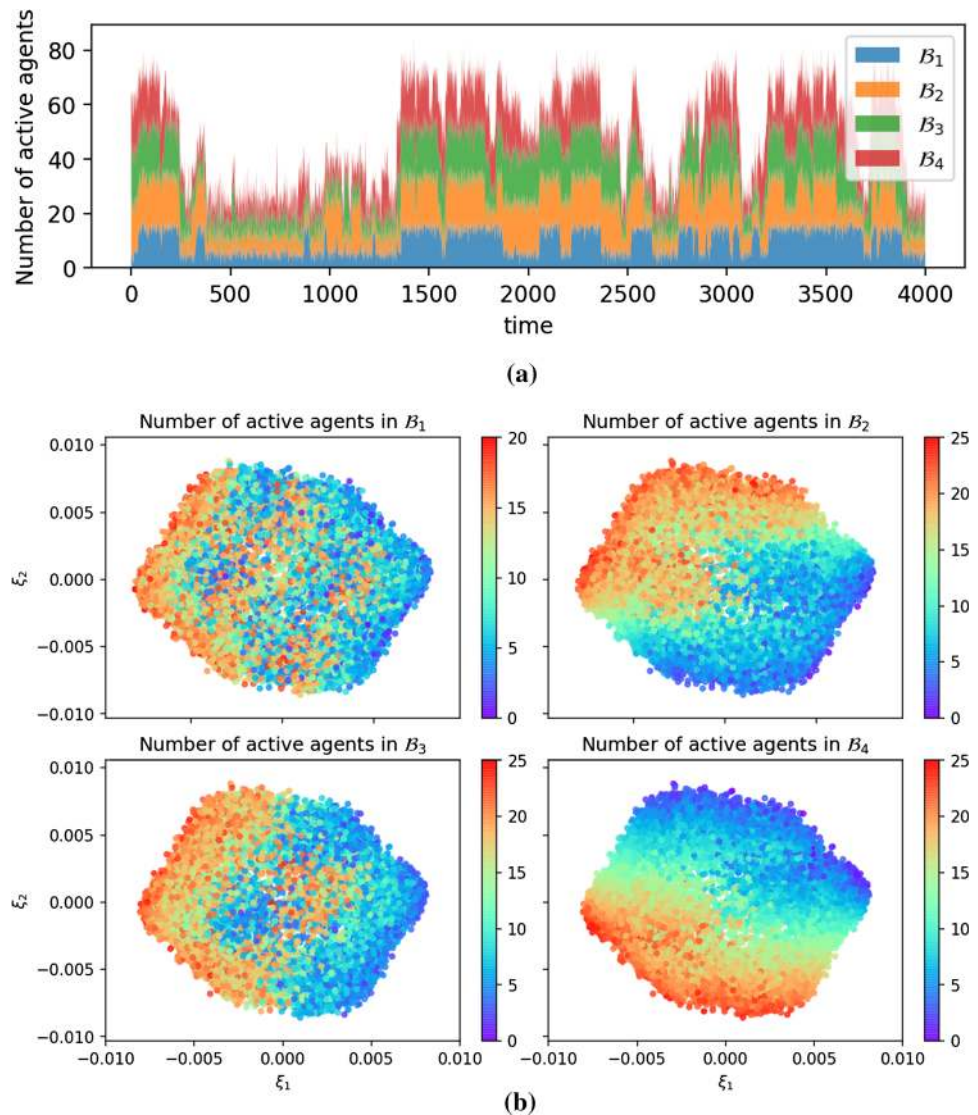 Number of active agents
80
60
40
20
0
ℬ₁
ℬ₂
ℬ₃
ℬ₄
0 500 1000 1500 2000 2500 3000 3500 4000
time
(a)
Number of active agents in ℬ₁
0.010
0.005
0.000
−0.005
−0.010
ξ₂
20
15
10
5
0
Number of active agents in ℬ₂
25
20
15
10
5
0
Number of active agents in ℬ₃
0.010
0.005
0.000
−0.005
−0.010
ξ₂
−0.010 −0.005 0.000 0.005 0.010
ξ₁
25
20
15
10
5
0
Number of active agents in ℬ₄
−0.010 −0.005 0.000 0.005 0.010
ξ₁
25
20
15
10
5
0
(b)